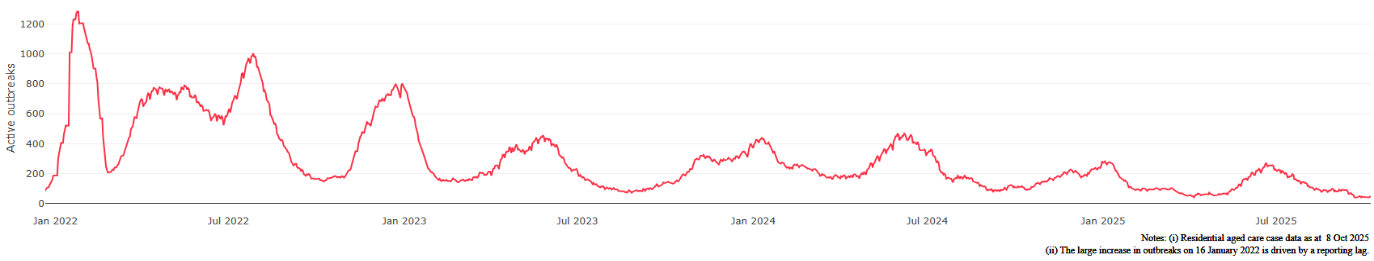 Active outbreaks
1200
1000
800
600
400
200
0
Jan 2022
Jul 2022
Jan 2023
Jul 2023
Jan 2024
Jul 2024
Jan 2025
Jul 2025
Notes: (i) Residential aged care case data as at 8 Oct 2025
(ii) The large increase in outbreaks on 16 January 2022 is driven by a reporting lag.